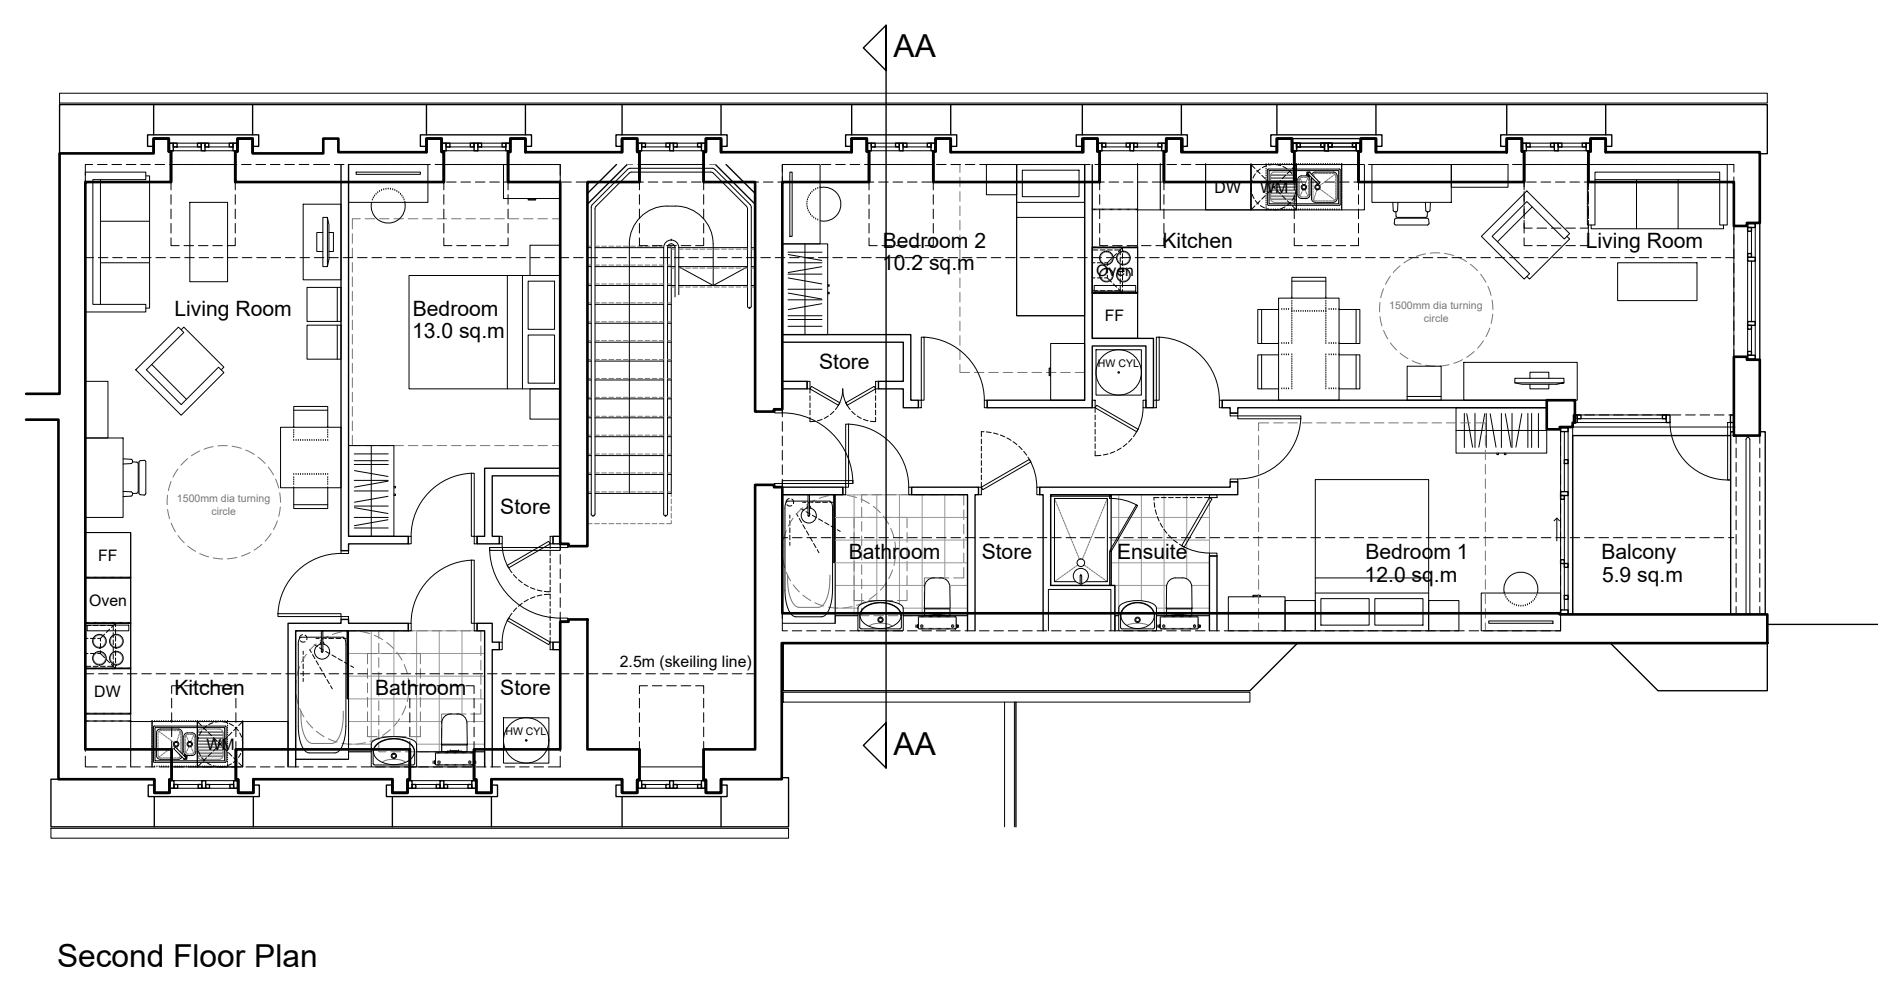 AA
Bedroom 2
10.2 sq.m
DW
WM
Kitchen
Living Room
Oven
FF
1500mm dia turning
circle
Living Room
Bedroom
13.0 sq.m
Store
HW CYL
1500mm dia turning
circle
Store
FF
Oven
DW
Kitchen
WM
Bathroom
Store
HW CYL
2.5m (skeiling line)
Bathroom
Store
Ensuite
Bedroom 1
12.0 sq.m
Balcony
5.9 sq.m
AA
Second Floor Plan